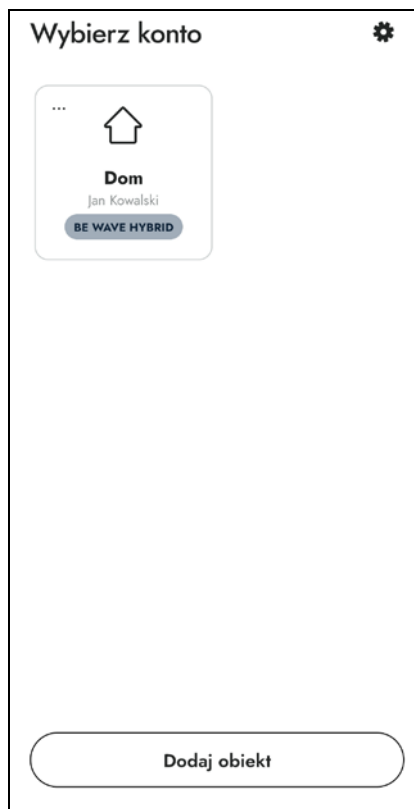 Wybierz konto
...
Dom
Jan Kowalski
BE WAVE HYBRID
Dodaj obiekt